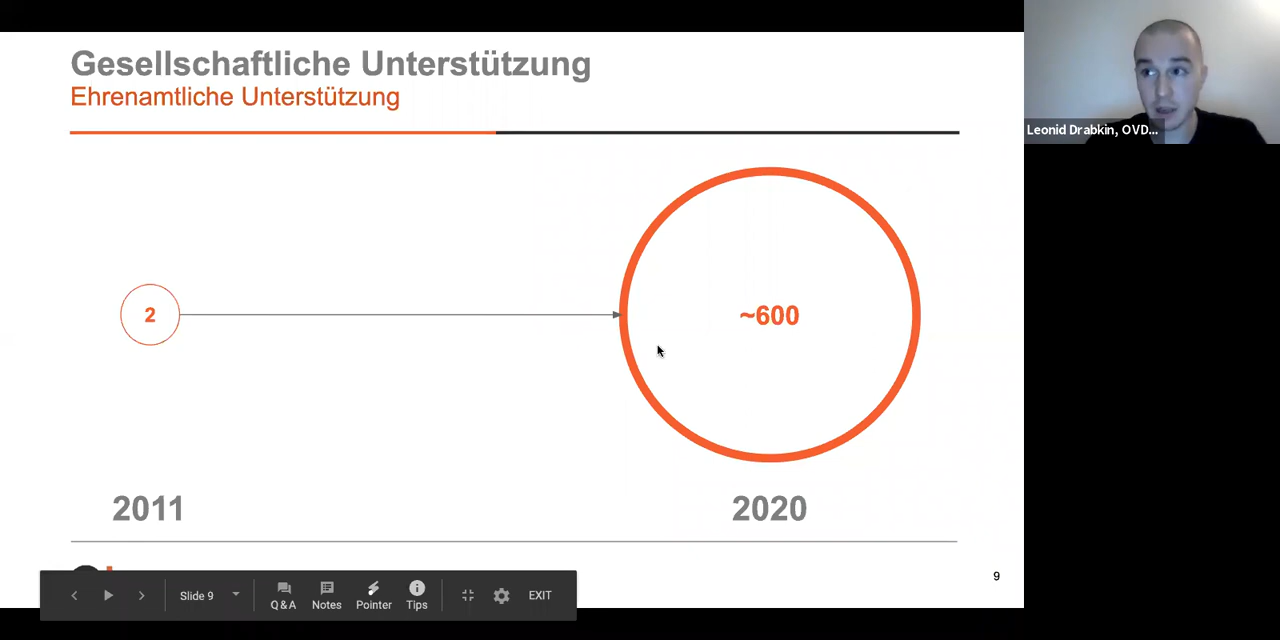 Gesellschaftliche Unterstützung
Ehrenamtliche Unterstützung
Leonid Drabkin, OVD...
2
~600
2011
2020
9
Slide 9
Q&A
Notes
Pointer
Tips
EXIT